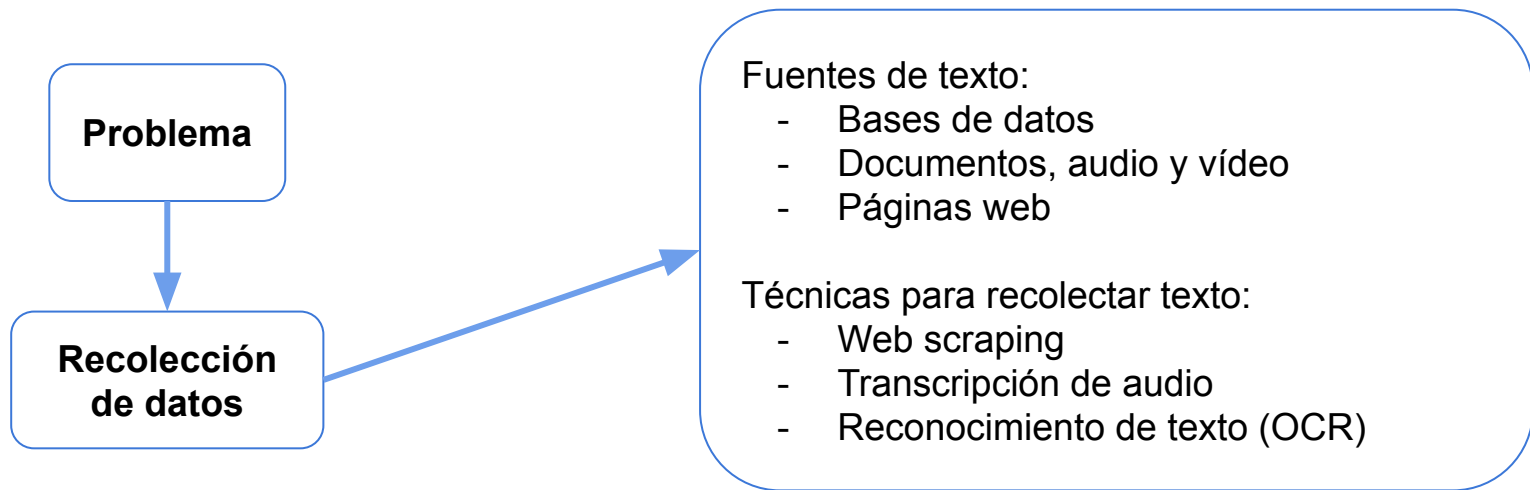 Problema
Recolección
de datos
Fuentes de texto:
- Bases de datos
- Documentos, audio y vídeo
- Páginas web
Técnicas para recolectar texto:
- Web scraping
- Transcripción de audio
- Reconocimiento de texto (OCR)